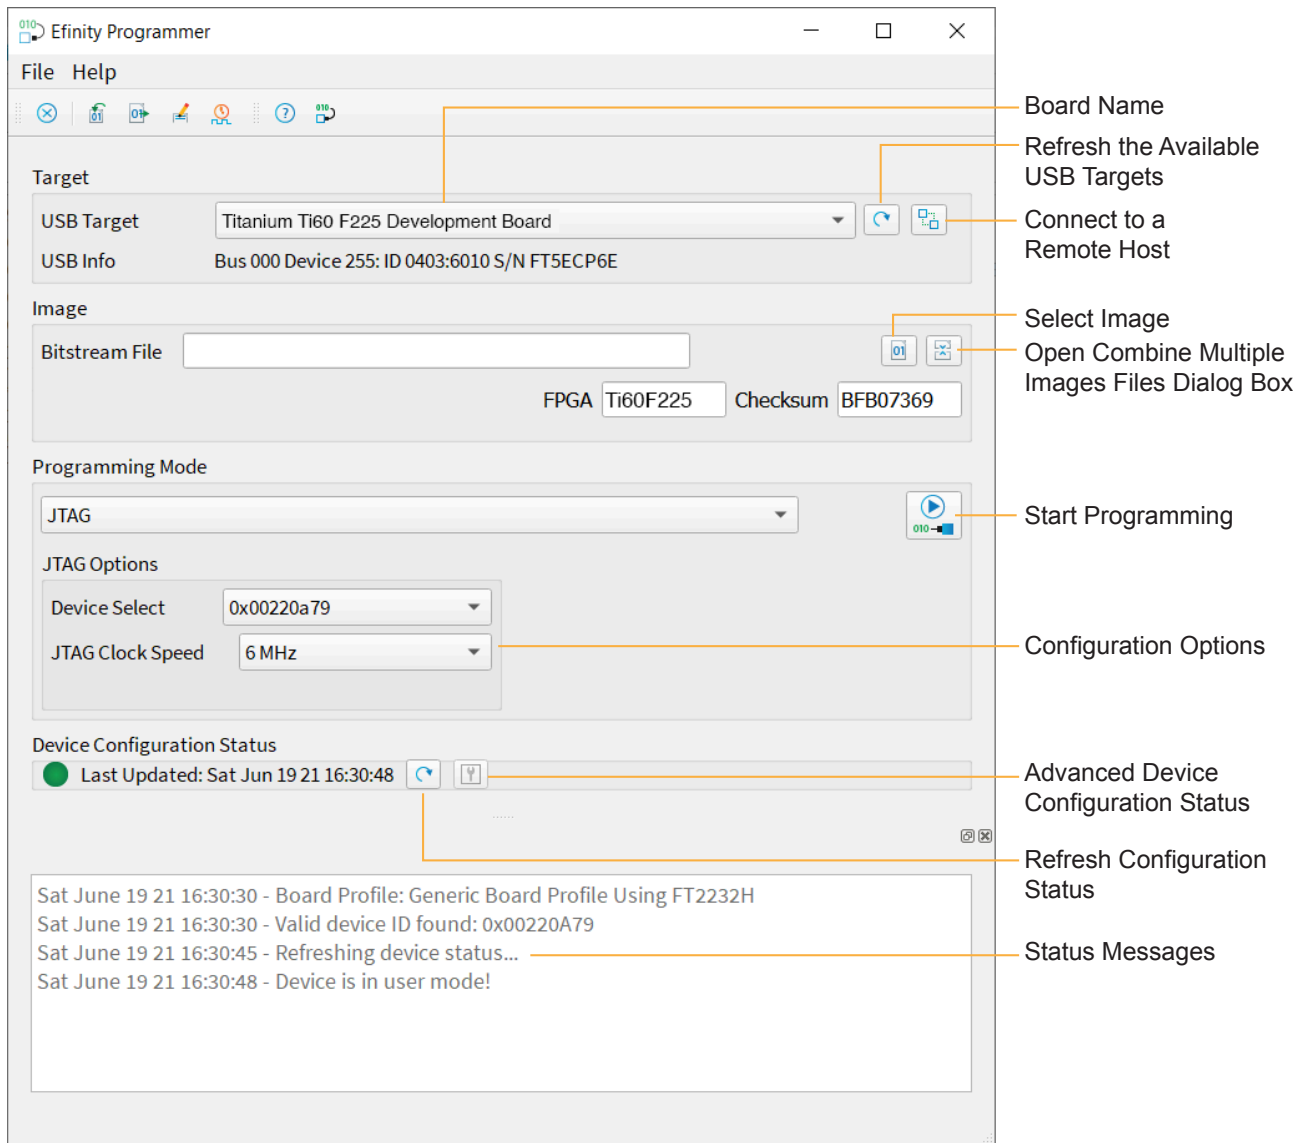 Efinity Programmer
File Help
Board Name
Refresh the Available
USB Targets
Target
USB Target Titanium Ti60 F225 Development Board
Connect to a
Remote Host
USB Info Bus 000 Device 255: ID 0403:6010 S/N FT5ECP6E
Image
Select Image
Bitstream File
Open Combine Multiple
Images Files Dialog Box
FPGA Ti60F225 Checksum BFB07369
Programming Mode
JTAG
Start Programming
JTAG Options
Device Select 0x00220a79
JTAG Clock Speed 6 MHz
Configuration Options
Device Configuration Status
Last Updated: Sat Jun 19 21 16:30:48
Advanced Device
Configuration Status
Refresh Configuration
Status
Sat June 19 21 16:30:30 - Board Profile: Generic Board Profile Using FT2232H
Sat June 19 21 16:30:30 - Valid device ID found: 0x00220A79
Sat June 19 21 16:30:45 - Refreshing device status...
Status Messages
Sat June 19 21 16:30:48 - Device is in user mode!